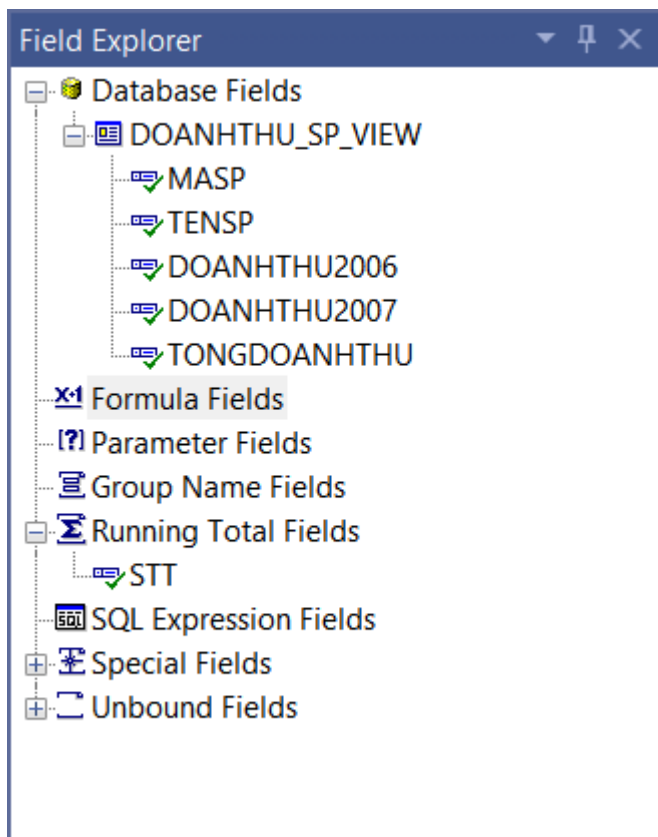 Field Explorer
Database Fields
DOANHTHU_SP_VIEW
MASP
TENSP
DOANHTHU2006
DOANHTHU2007
TONGDOANHTHU
Formula Fields
Parameter Fields
Group Name Fields
Running Total Fields
STT
SQL Expression Fields
Special Fields
Unbound Fields